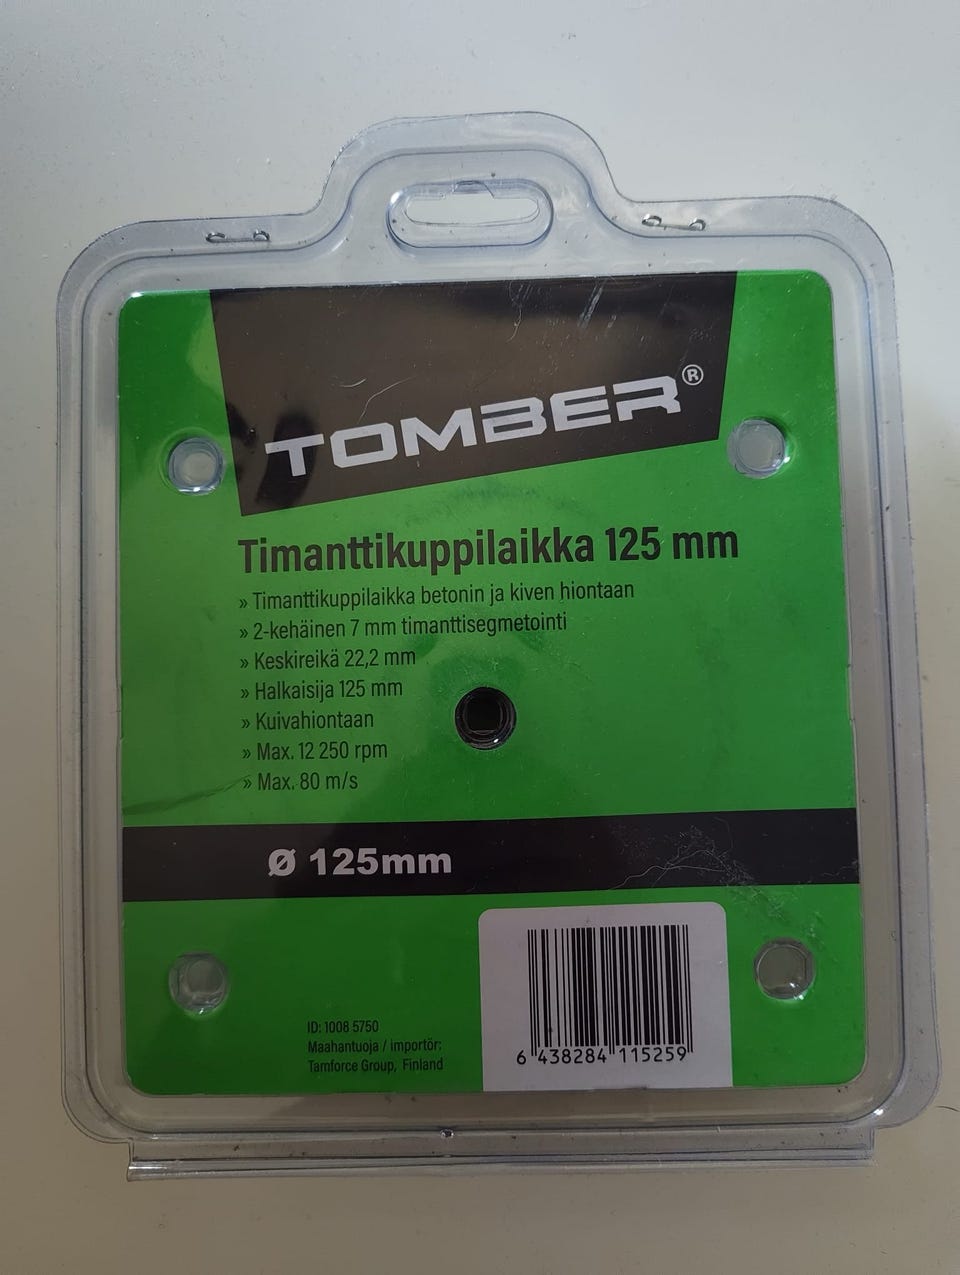 TOMBER®
Timanttikuppilaikka 125 mm
» Timanttikuppilaikka betonin ja kiven hiontaan
» 2-kehäinen 7 mm timanttisegmetointi
» Keskireikä 22,2 mm
» Halkaisija 125 mm
» Kuivahiontaan
» Max. 12 250 rpm
» Max. 80 m/s
Ø 125mm
ID: 1008 5750
Maahantuoja / importör:
Tamforce Group, Finland
6 438284 115259